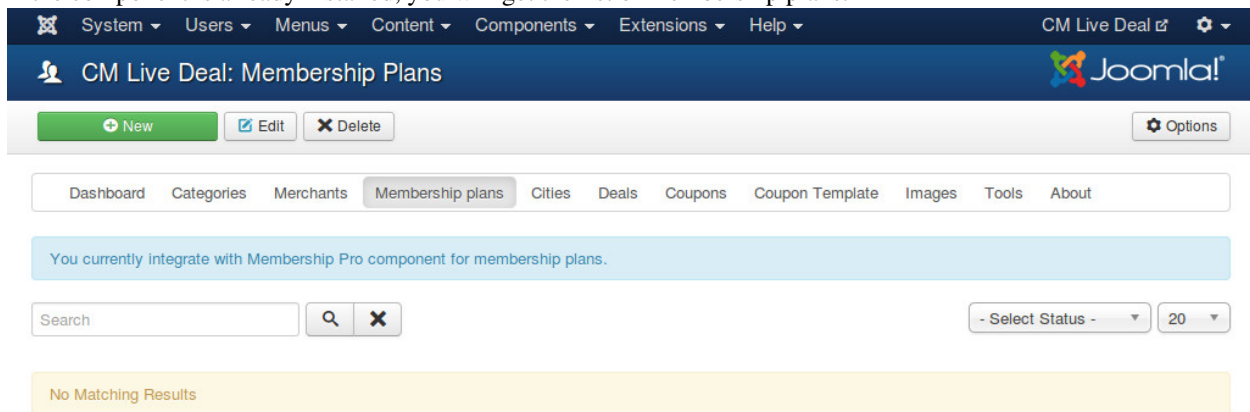 System Users Menus Content Components Extensions Help CM Live Deal
CM Live Deal: Membership Plans Joomla!
New Edit Delete Options
Dashboard Categories Merchants Membership plans Cities Deals Coupons Coupon Template Images Tools About
You currently integrate with Membership Pro component for membership plans.
Search - Select Status - 20
No Matching Results